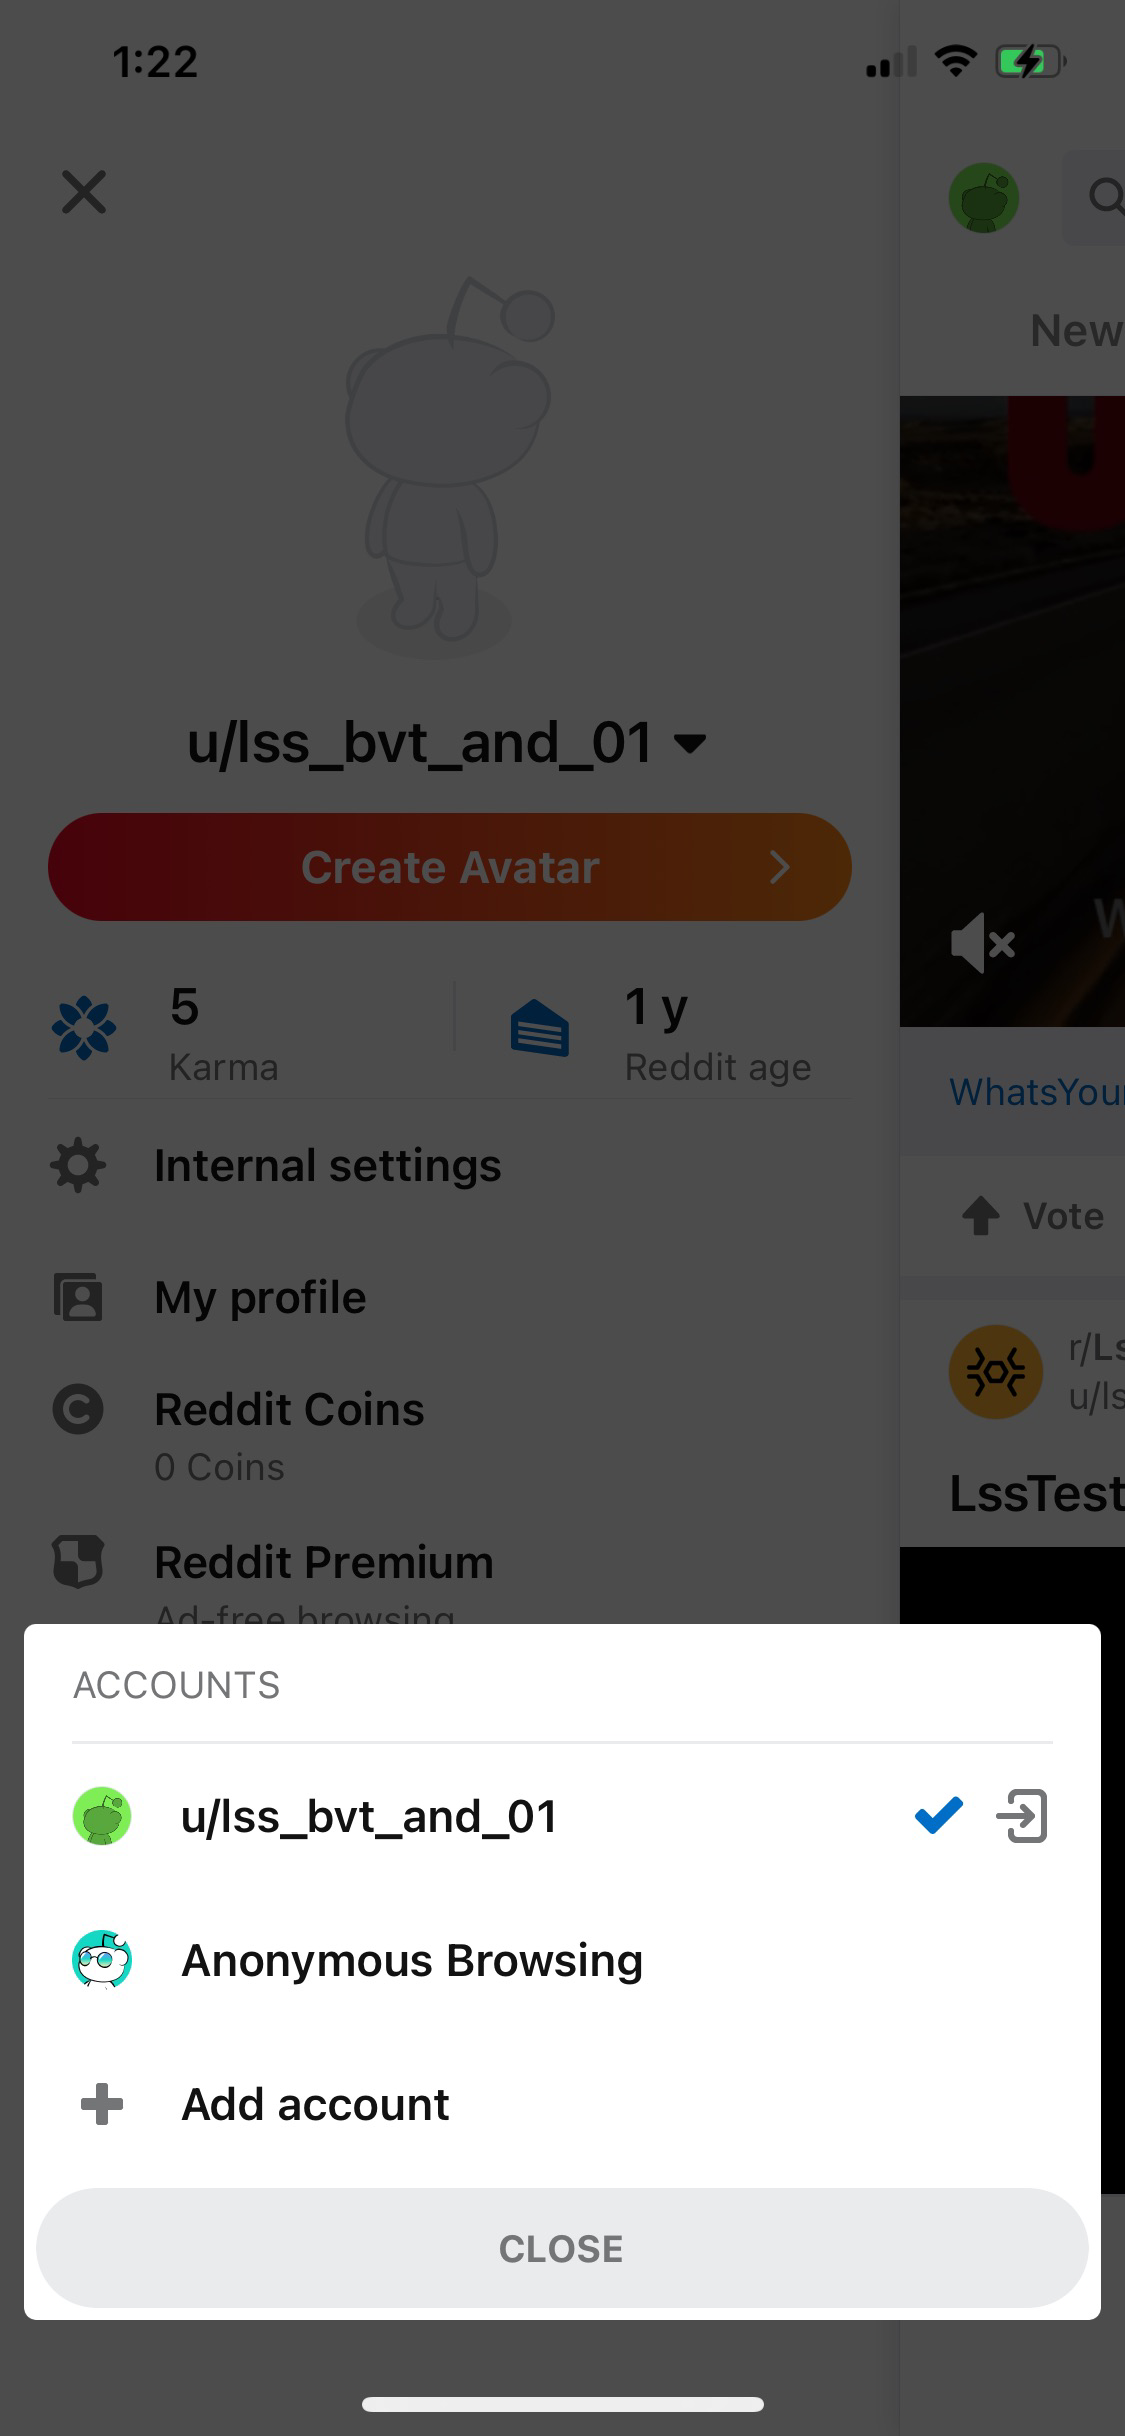 1:22
New
u/lss_bvt_and_01
Create Avatar
5
Karma
1 y
Reddit age
WhatsYour
Internal settings
Vote
My profile
r/Ls
u/ls
Reddit Coins
0 Coins
LssTest
Reddit Premium
Ad-free browsing
ACCOUNTS
u/lss_bvt_and_01
Anonymous Browsing
Add account
CLOSE